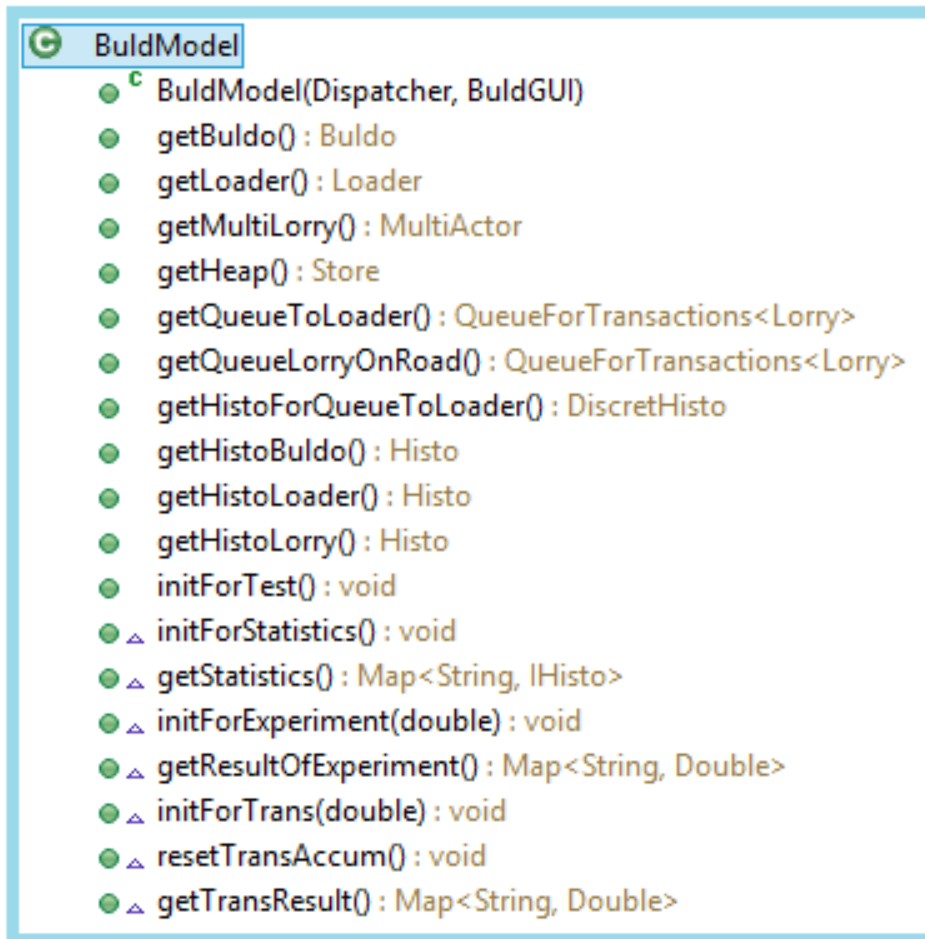 BuldModel
BuldModel(Dispatcher, BuldGUI)
getBuldo() : Buldo
getLoader() : Loader
getMultiLorry() : MultiActor
getHeap() : Store
getQueueToLoader() : QueueForTransactions<Lorry>
getQueueLorryOnRoad() : QueueForTransactions<Lorry>
getHistoForQueueToLoader() : DiscretHisto
getHistoBuldo() : Histo
getHistoLoader() : Histo
getHistoLorry() : Histo
initForTest() : void
initForStatistics() : void
getStatistics() : Map<String, IHisto>
initForExperiment(double) : void
getResultOfExperiment() : Map<String, Double>
initForTrans(double) : void
resetTransAccum() : void
getTransResult() : Map<String, Double>